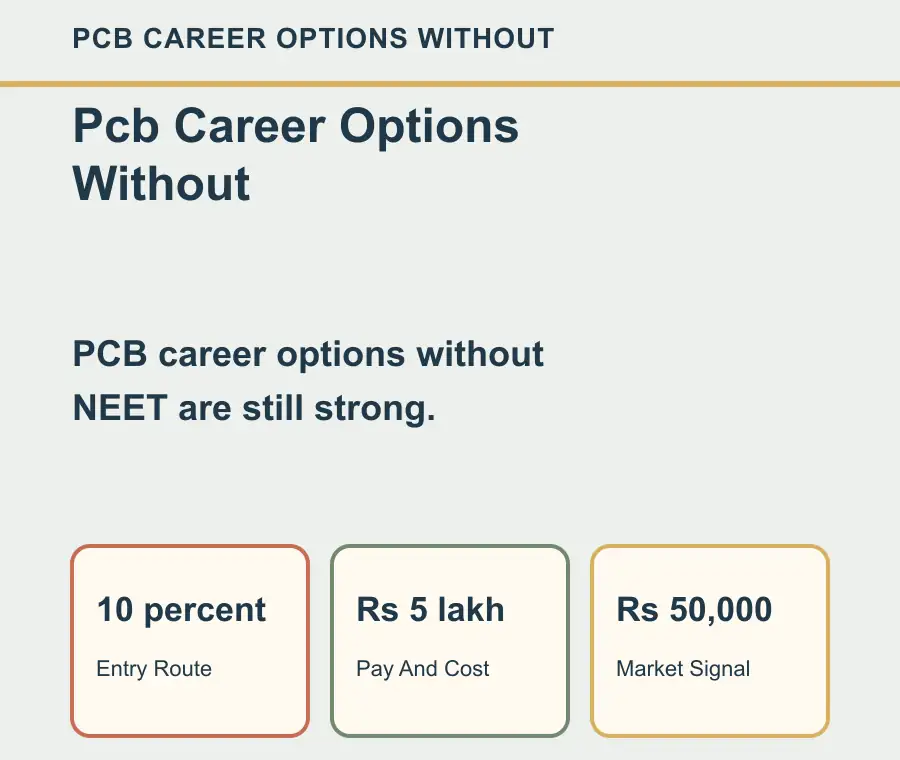 PCB CAREER OPTIONS WITHOUT
Pcb Career Options
Without
PCB career options without
NEET are still strong.
10 percent
Entry Route
Rs 5 lakh
Pay And Cost
Rs 50,000
Market Signal